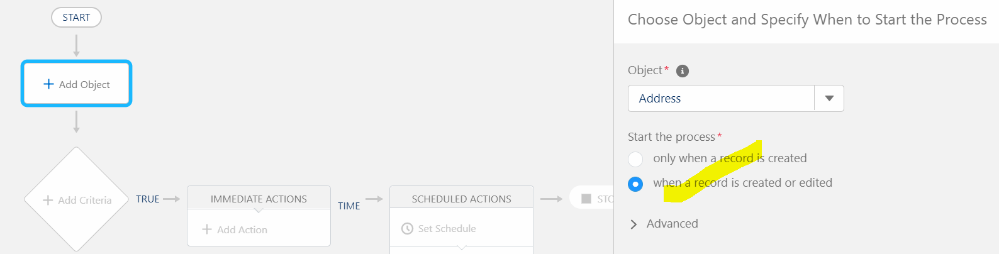 START
+ Add Object
+ Add Criteria
TRUE
IMMEDIATE ACTIONS
+ Add Action
TIME
SCHEDULED ACTIONS
Set Schedule
STO
Choose Object and Specify When to Start the Process
Object*
Address
Start the process*
only when a record is created
when a record is created or edited
Advanced